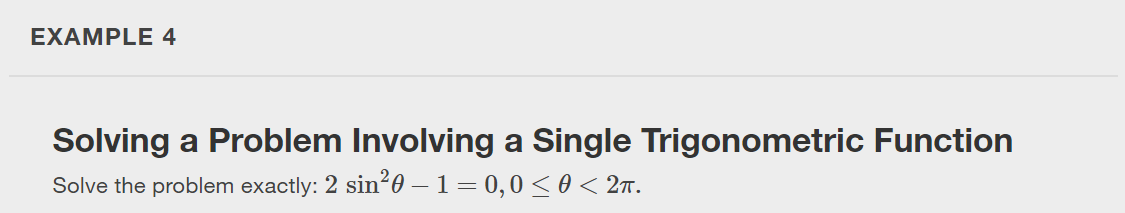 EXAMPLE 4
Solving a Problem Involving a Single Trigonometric Function
Solve the problem exactly: 2 sin²θ − 1 = 0, 0 ≤ θ < 2π.